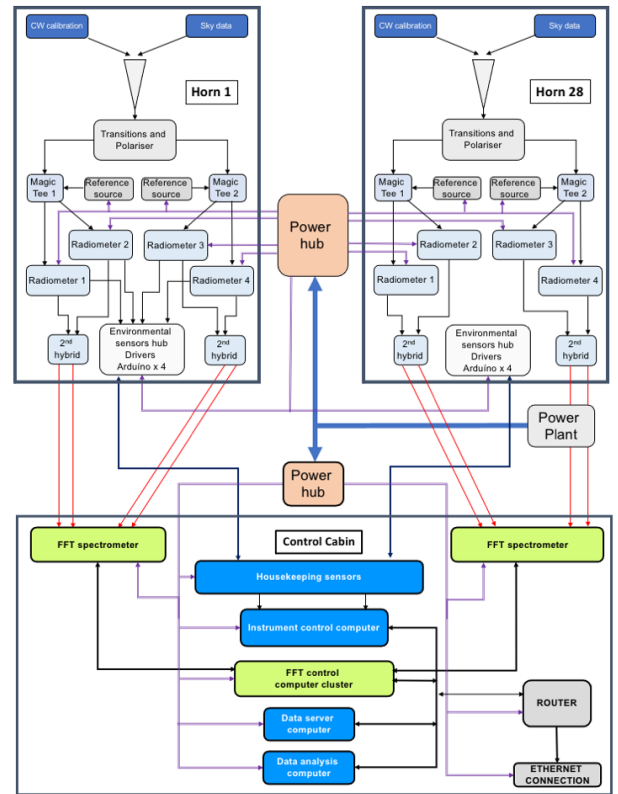 CW calibration
Sky data
Horn 1
Transitions and
Polariser
Magic
Tee 1
Reference
source
Reference
source
Magic
Tee 2
Radiometer 2
Radiometer 3
Radiometer 1
Radiometer 4
2nd
hybrid
Environmental
sensors hub
Drivers
Arduíno x 4
2nd
hybrid
Power
hub
CW calibration
Sky data
Horn 28
Transitions and
Polariser
Magic
Tee 1
Reference
source
Reference
source
Magic
Tee 2
Radiometer 2
Radiometer 3
Radiometer 1
Radiometer 4
2nd
hybrid
Environmental
sensors hub
Drivers
Arduíno x 4
2nd
hybrid
Power
Plant
Power
hub
Control Cabin
FFT spectrometer
FFT spectrometer
Housekeeping sensors
Instrument control computer
FFT control
computer cluster
Data server
computer
Data analysis
computer
ROUTER
ETHERNET
CONNECTION